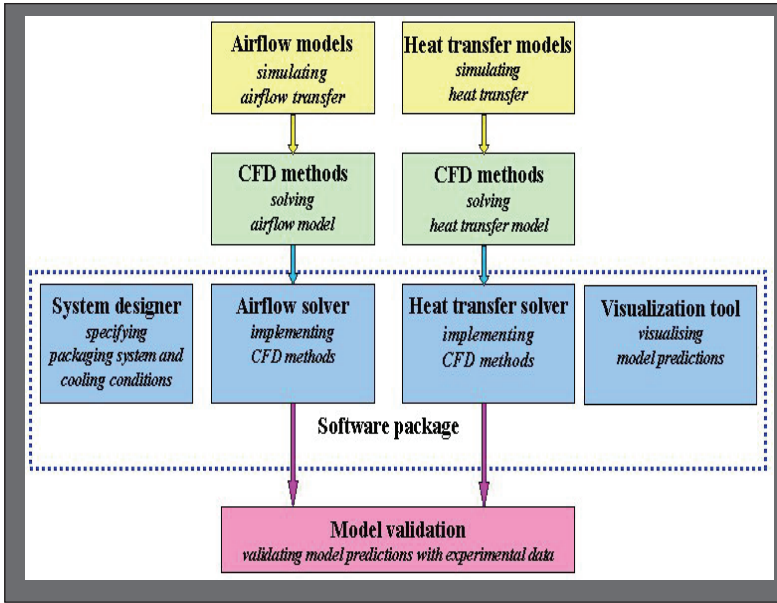 Airflow models
simulating
airflow transfer
Heat transfer models
simulating
heat transfer
CFD methods
solving
airflow model
CFD methods
solving
heat transfer model
System designer
specifying
packaging system and
cooling conditions
Airflow solver
implementing
CFD methods
Heat transfer solver
implementing
CFD methods
Visualization tool
visualising
model predictions
Software package
Model validation
validating model predictions with experimental data